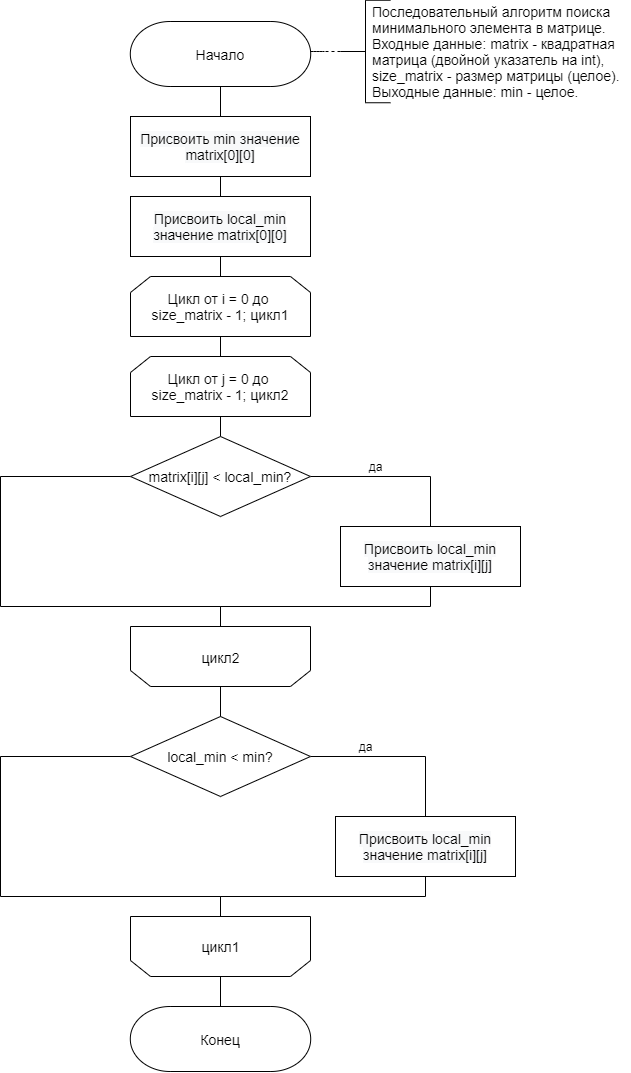 Последовательный алгоритм поиска
минимального элемента в матрице.
Входные данные: matrix - квадратная
матрица (двойной указатель на int),
size_matrix - размер матрицы (целое).
Выходные данные: min - целое.
Начало
Присвоить min значение
matrix[0][0]
Присвоить local_min
значение matrix[0][0]
Цикл от i = 0 до
size_matrix - 1; цикл1
Цикл от j = 0 до
size_matrix - 1; цикл2
matrix[i][j] < local_min?
да
Присвоить local_min
значение matrix[i][j]
цикл2
local_min < min?
да
Присвоить local_min
значение matrix[i][j]
цикл1
Конец